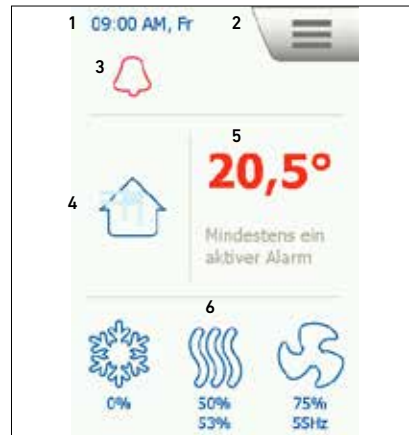 1 09:00 AM, Fr 2
3
5
20,5°
4
Mindestens ein
aktiver Alarm
6
0% 50% 75%
53% 55Hz